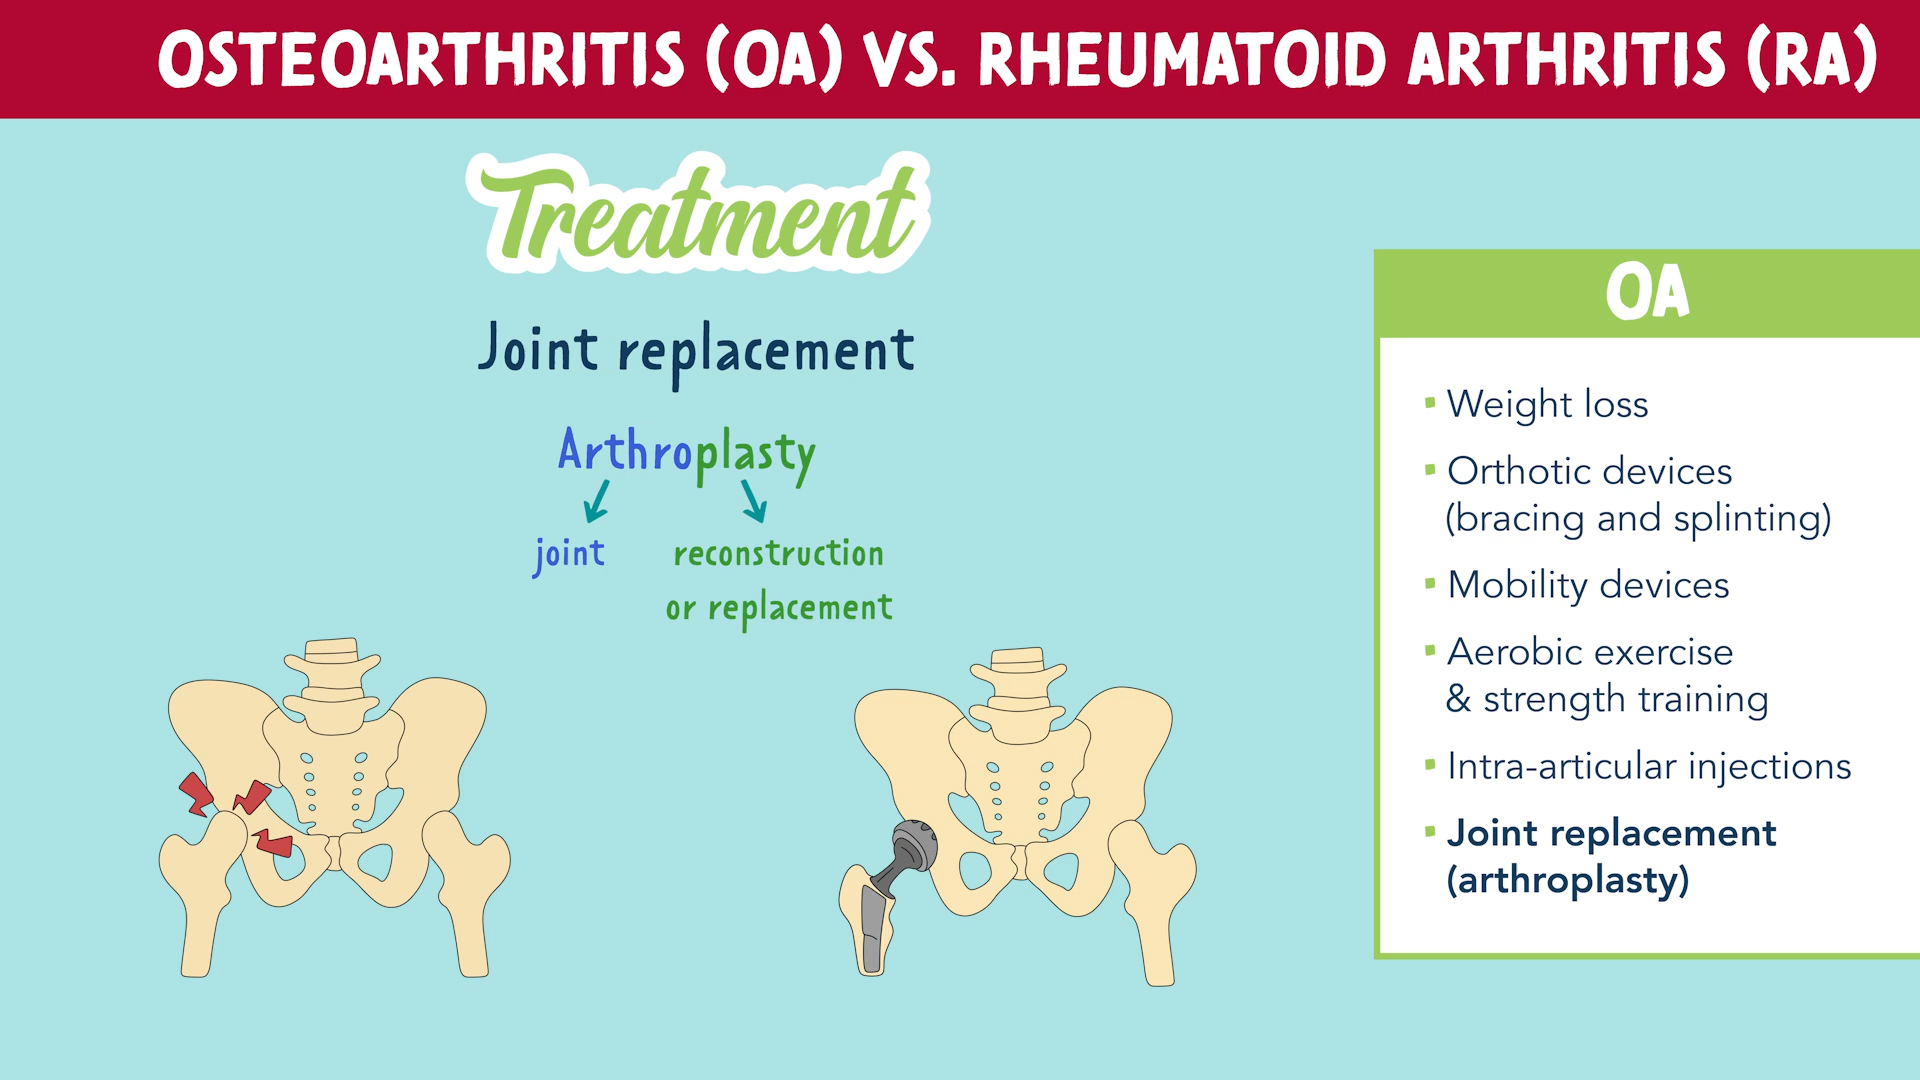 OSTEOARTHRITIS (OA) VS. RHEUMATOID ARTHRITIS (RA)
Treatment
Joint replacement
Arthroplasty
joint
reconstruction
or replacement
OA
▪ Weight loss
▪ Orthotic devices
(bracing and splinting)
▪ Mobility devices
▪ Aerobic exercise
& strength training
▪ Intra-articular injections
▪ Joint replacement
(arthroplasty)